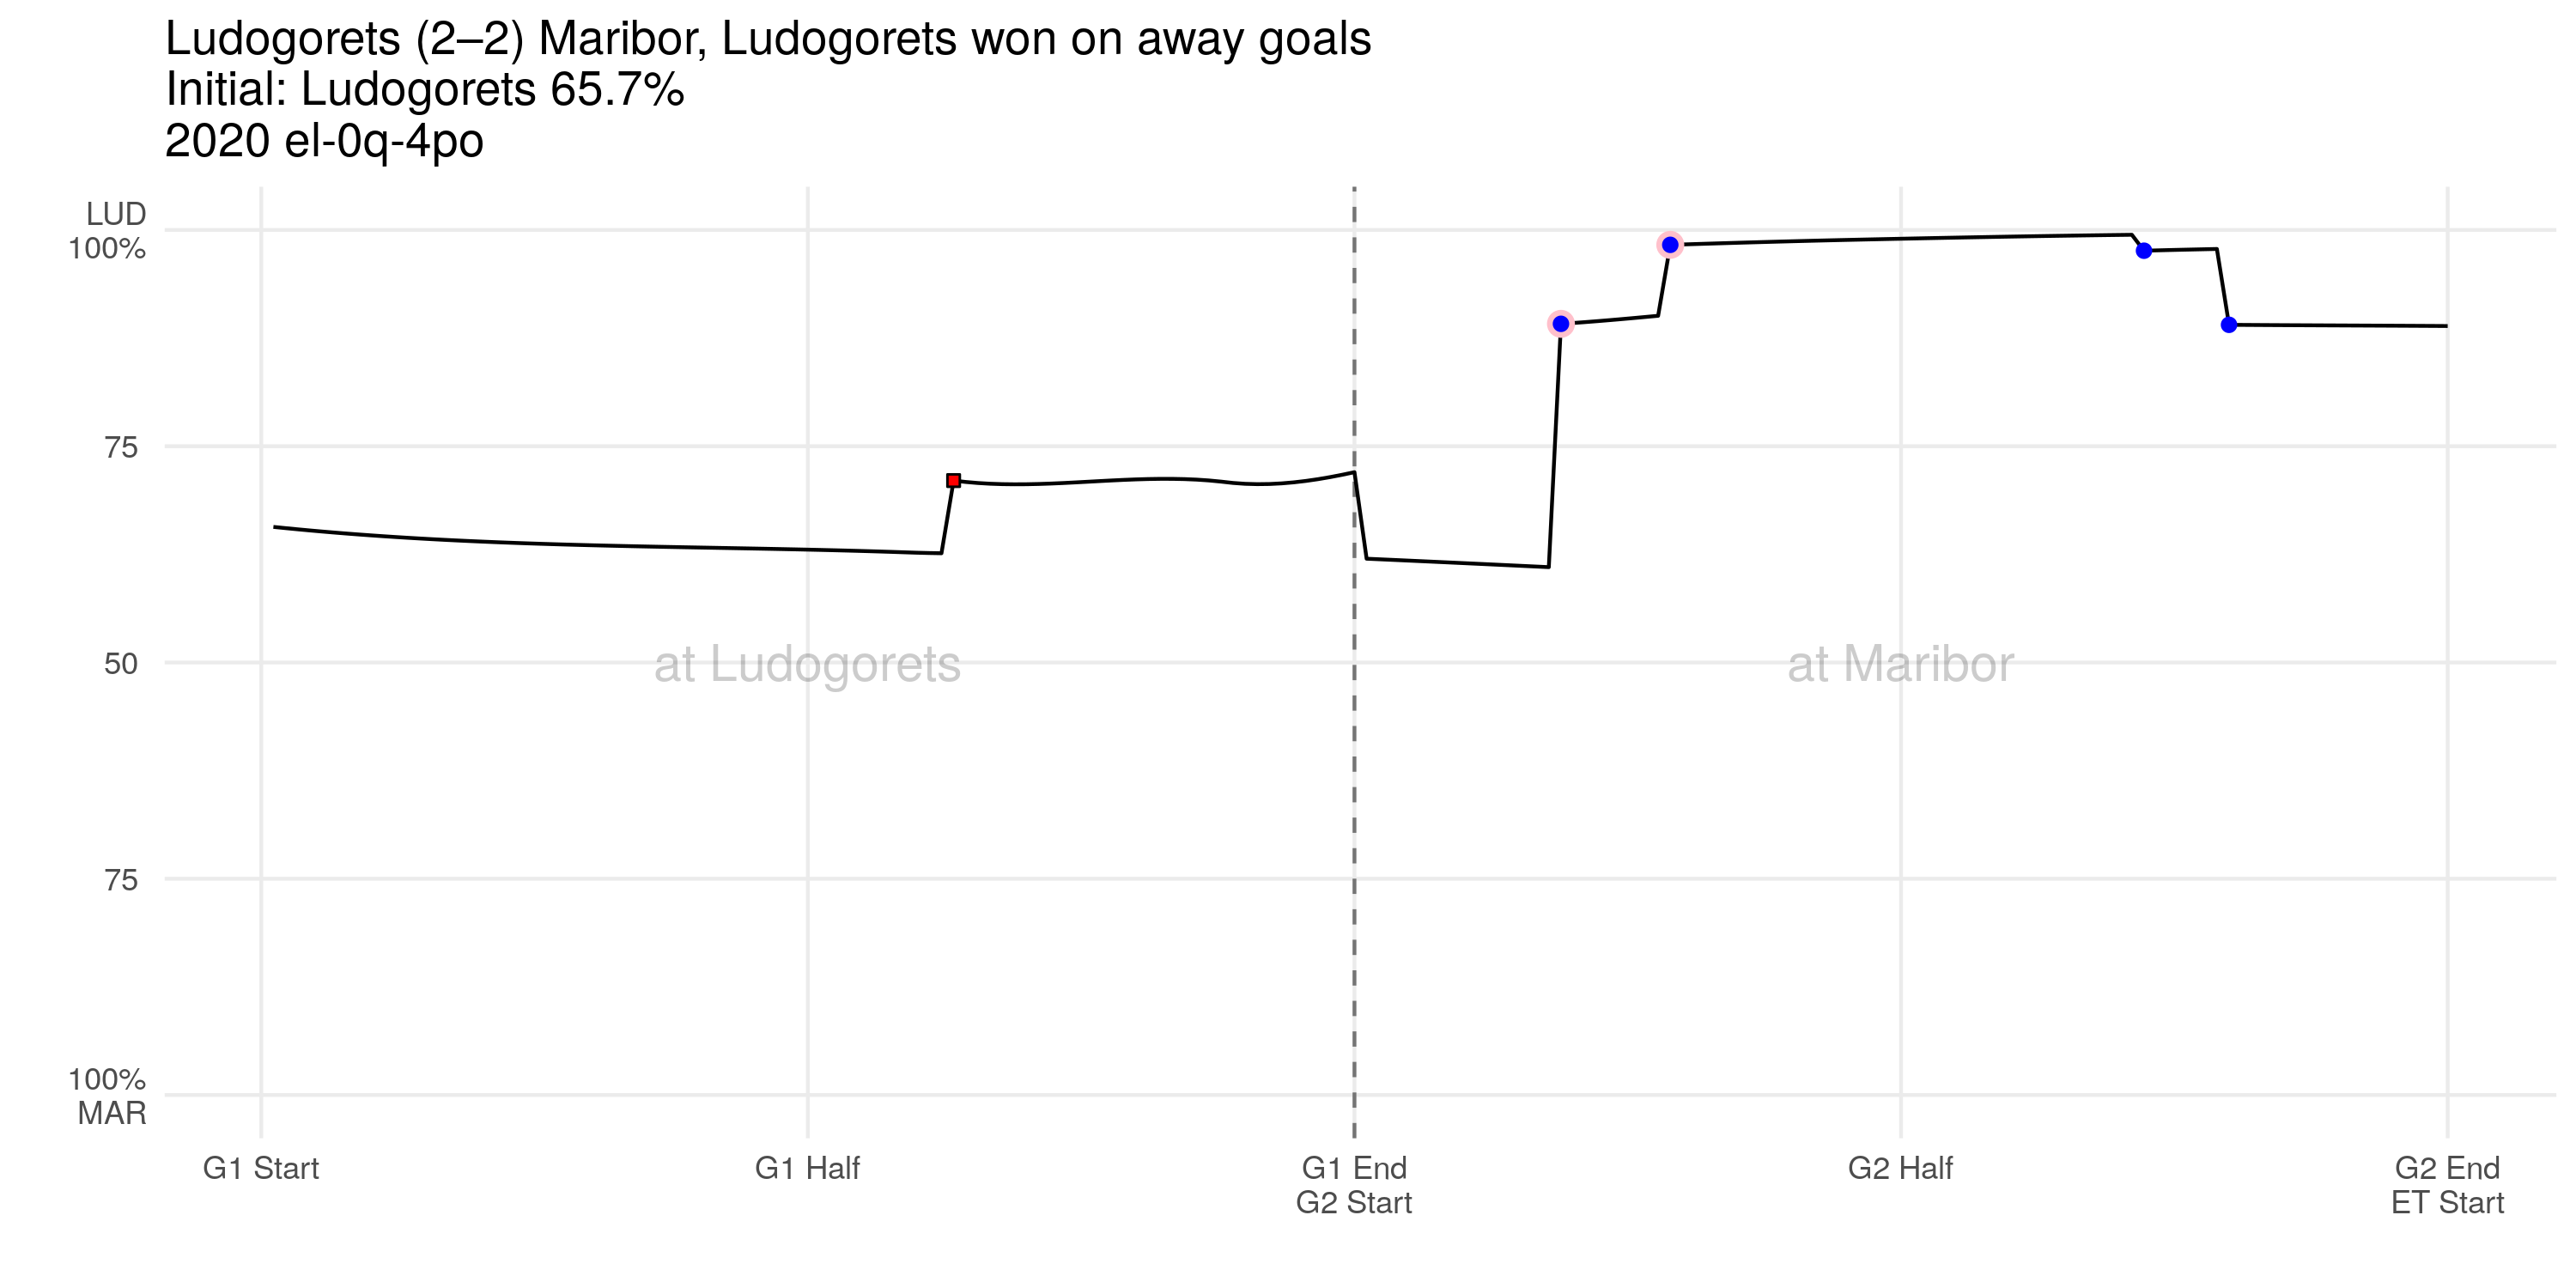 Ludogorets (2–2) Maribor, Ludogorets won on away goals
Initial: Ludogorets 65.7%
2020 el-0q-4po
LUD
100%
75
50
75
100%
MAR
at Ludogorets
at Maribor
G1 Start
G1 Half
G1 End
G2 Start
G2 Half
G2 End
ET Start